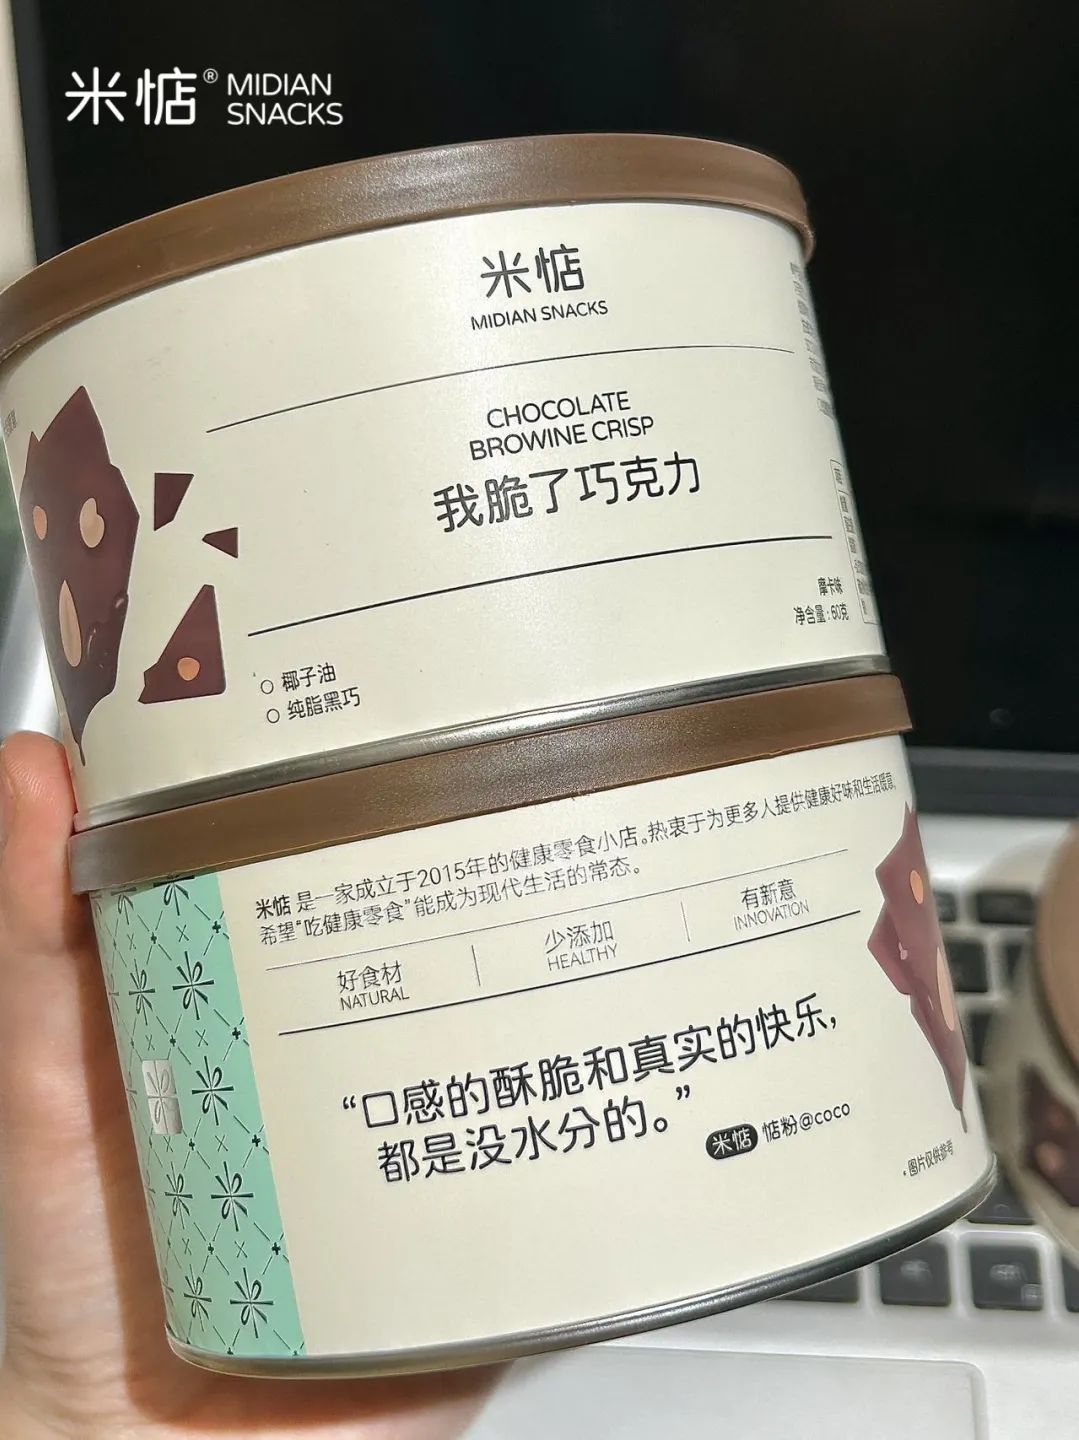 米惦® MIDIAN
SNACKS
米惦
MIDIAN SNACKS
CHOCOLATE
BROWINE CRISP
我脆了巧克力
摩卡味
净含量：60克
○ 椰子油
○ 纯脂黑巧
米惦 是一家成立于2015年的健康零食小店。热衷于为更多人提供健康好味和生活暖意，
希望“吃健康零食”能成为现代生活的常态。
好食材 少添加 有新意
NATURAL HEALTHY INNOVATION
“口感的酥脆和真实的快乐，
都是没水分的。”
米惦 惦粉@coco
*图片仅供参考